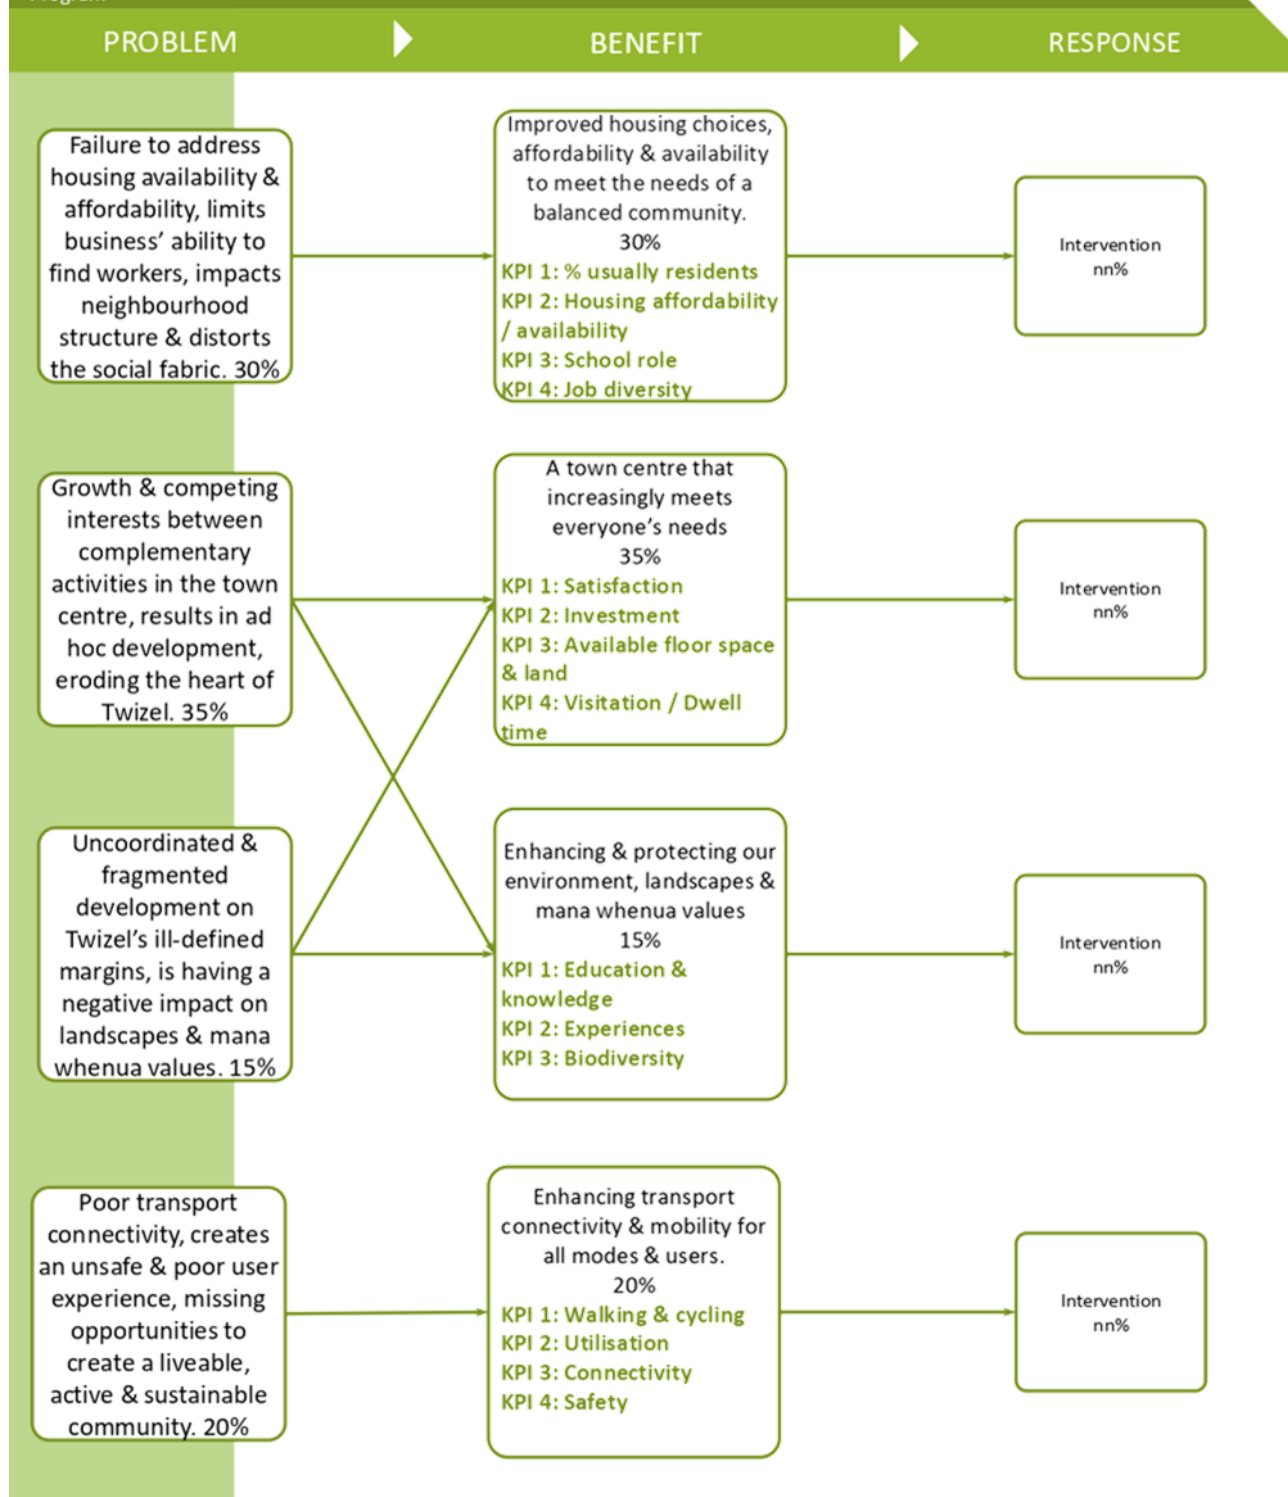 Program
PROBLEM
BENEFIT
RESPONSE
Failure to address
housing availability &
affordability, limits
business’ ability to
find workers, impacts
neighbourhood
structure & distorts
the social fabric. 30%
Improved housing choices,
affordability & availability
to meet the needs of a
balanced community.
30%
KPI 1: % usually residents
KPI 2: Housing affordability
/ availability
KPI 3: School role
KPI 4: Job diversity
Intervention
nn%
Growth & competing
interests between
complementary
activities in the town
centre, results in ad
hoc development,
eroding the heart of
Twizel. 35%
A town centre that
increasingly meets
everyone’s needs
35%
KPI 1: Satisfaction
KPI 2: Investment
KPI 3: Available floor space
& land
KPI 4: Visitation / Dwell
time
Intervention
nn%
Uncoordinated &
fragmented
development on
Twizel’s ill-defined
margins, is having a
negative impact on
landscapes & mana
whenua values. 15%
Enhancing & protecting our
environment, landscapes &
mana whenua values
15%
KPI 1: Education &
knowledge
KPI 2: Experiences
KPI 3: Biodiversity
Intervention
nn%
Poor transport
connectivity, creates
an unsafe & poor user
experience, missing
opportunities to
create a liveable,
active & sustainable
community. 20%
Enhancing transport
connectivity & mobility for
all modes & users.
20%
KPI 1: Walking & cycling
KPI 2: Utilisation
KPI 3: Connectivity
KPI 4: Safety
Intervention
nn%